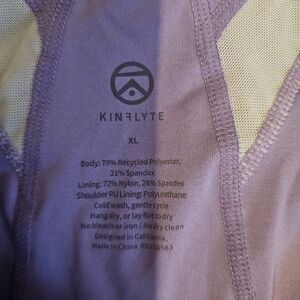 KINFLYTE
XL
Body: 79% Recycled Polyester,
21% Spandex
Lining: 72% Nylon, 28% Spandex
Shoulder PU Lining: Polyurethane
Cold wash, gentle cycle
Hang dry, or lay flat to dry
No bleach or iron / No dry clean
Designed in California,
Made in China